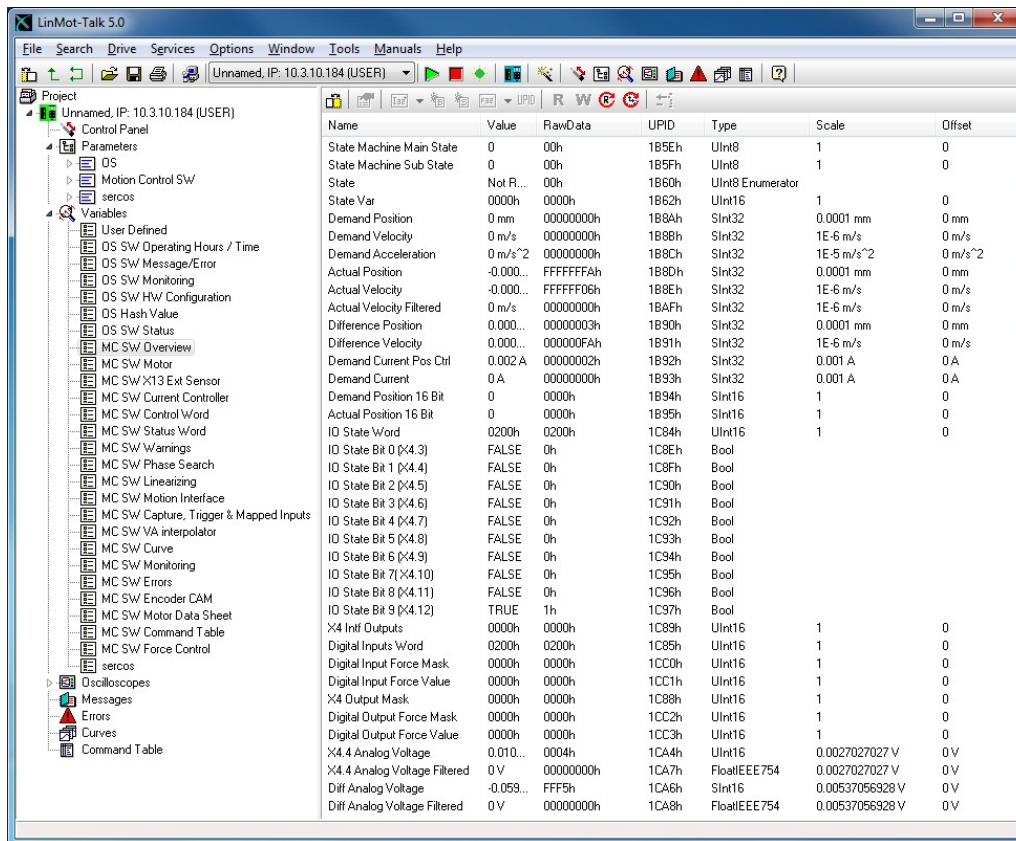 LinMot-Talk 5.0
File Search Drive Services Options Window Tools Manuals Help
Unnamed, IP: 10.3.10.184 (USER)
Project
Unnamed, IP: 10.3.10.184 (USER)
Control Panel
Parameters
OS
Motion Control SW
sercos
Variables
User Defined
OS SW Operating Hours / Time
OS SW Message/Error
OS SW Monitoring
OS SW HW Configuration
OS Hash Value
OS SW Status
MC SW Overview
MC SW Motor
MC SW X13 Ext Sensor
MC SW Current Controller
MC SW Control Word
MC SW Status Word
MC SW Warnings
MC SW Phase Search
MC SW Linearizing
MC SW Motion Interface
MC SW Capture, Trigger & Mapped Inputs
MC SW VA interpolator
MC SW Curve
MC SW Monitoring
MC SW Errors
MC SW Encoder CAM
MC SW Motor Data Sheet
MC SW Command Table
MC SW Force Control
sercos
Oscilloscopes
Messages
Errors
Curves
Command Table
UPID R W
Name Value RawData UPID Type Scale Offset
State Machine Main State 0 00h 1B5Eh UInt8 1 0
State Machine Sub State 0 00h 1B5Fh UInt8 1 0
State Not R... 00h 1B60h UInt8 Enumerator
State Var 0000h 0000h 1B62h UInt16 1 0
Demand Position 0 mm 00000000h 1B8Ah SInt32 0.0001 mm 0 mm
Demand Velocity 0 m/s 00000000h 1B8Bh SInt32 1E-6 m/s 0 m/s
Demand Acceleration 0 m/s^2 00000000h 1B8Ch SInt32 1E-5 m/s^2 0 m/s^2
Actual Position -0.000... FFFFFFFAh 1B8Dh SInt32 0.0001 mm 0 mm
Actual Velocity -0.000... FFFFFF06h 1B8Eh SInt32 1E-6 m/s 0 m/s
Actual Velocity Filtered 0 m/s 00000000h 1BAFh SInt32 1E-6 m/s 0 m/s
Difference Position 0.000... 00000003h 1B90h SInt32 0.0001 mm 0 mm
Difference Velocity 0.000... 000000FAh 1B91h SInt32 1E-6 m/s 0 m/s
Demand Current Pos Ctrl 0.002 A 00000002h 1B92h SInt32 0.001 A 0 A
Demand Current 0 A 00000000h 1B93h SInt32 0.001 A 0 A
Demand Position 16 Bit 0 0000h 1B94h SInt16 1 0
Actual Position 16 Bit 0 0000h 1B95h SInt16 1 0
IO State Word 0200h 0200h 1C84h UInt16 1 0
IO State Bit 0 (X4.3) FALSE 0h 1C8Eh Bool
IO State Bit 1 (X4.4) FALSE 0h 1C8Fh Bool
IO State Bit 2 (X4.5) FALSE 0h 1C90h Bool
IO State Bit 3 (X4.6) FALSE 0h 1C91h Bool
IO State Bit 4 (X4.7) FALSE 0h 1C92h Bool
IO State Bit 5 (X4.8) FALSE 0h 1C93h Bool
IO State Bit 6 (X4.9) FALSE 0h 1C94h Bool
IO State Bit 7( X4.10) FALSE 0h 1C95h Bool
IO State Bit 8 (X4.11) FALSE 0h 1C96h Bool
IO State Bit 9 (X4.12) TRUE 1h 1C97h Bool
X4 Intf Outputs 0000h 0000h 1C89h UInt16 1 0
Digital Inputs Word 0200h 0200h 1C85h UInt16 1 0
Digital Input Force Mask 0000h 0000h 1CC0h UInt16 1 0
Digital Input Force Value 0000h 0000h 1CC1h UInt16 1 0
X4 Output Mask 0000h 0000h 1C88h UInt16 1 0
Digital Output Force Mask 0000h 0000h 1CC2h UInt16 1 0
Digital Output Force Value 0000h 0000h 1CC3h UInt16 1 0
X4.4 Analog Voltage 0.010... 0004h 1CA4h UInt16 0.0027027027 V 0 V
X4.4 Analog Voltage Filtered 0 V 00000000h 1CA7h FloatIEEE754 0.0027027027 V 0 V
Diff Analog Voltage -0.059... FFF5h 1CA6h SInt16 0.00537056928 V 0 V
Diff Analog Voltage Filtered 0 V 00000000h 1CA8h FloatIEEE754 0.00537056928 V 0 V